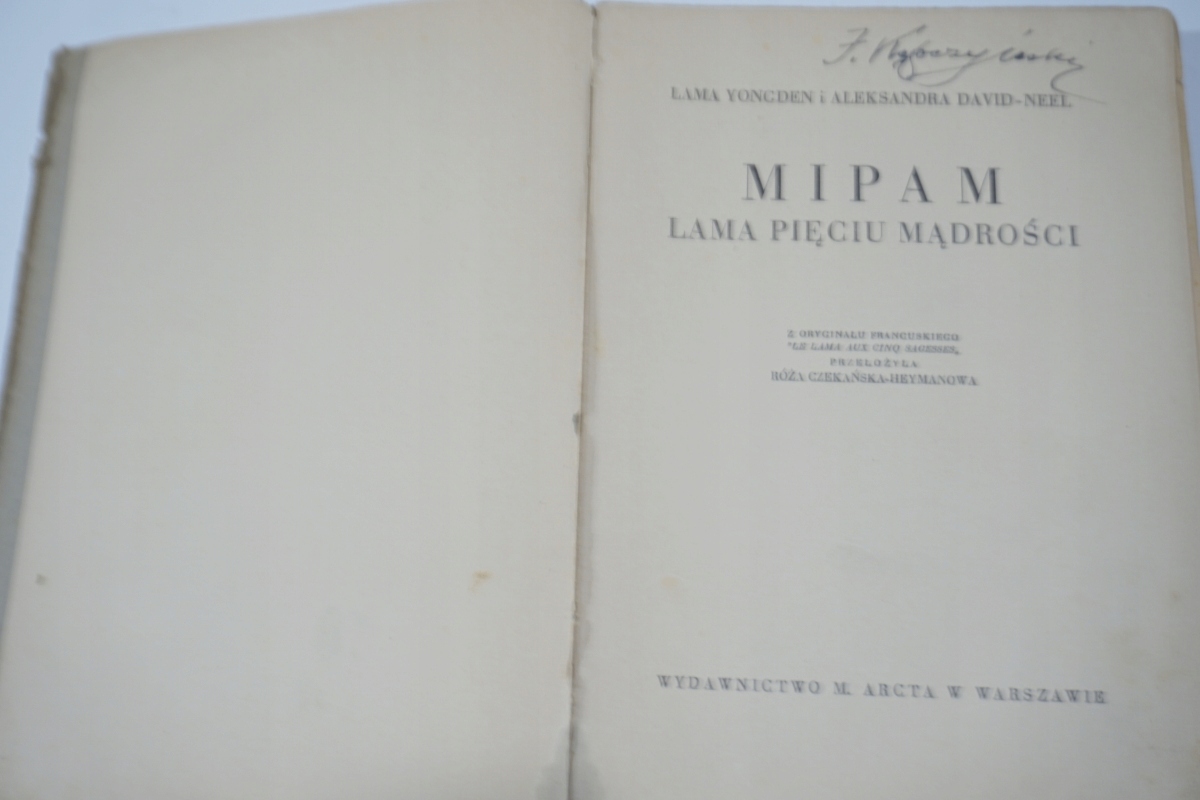 ŁAMA YONGDEN i ALEKSANDRA DAVID-NEEL
MIPAM
ŁAMA PIĘCIU MĄDROŚCI
Z ORYGINAŁU FRANCUSKIEGO
"LE LAMA AUX CINQ SAGESSES„
PRZEŁOŻYŁA
RÓŻA CZEKAŃSKA-HEYMANOWA
WYDAWNICTWO M. ARCTA W WARSZAWIE